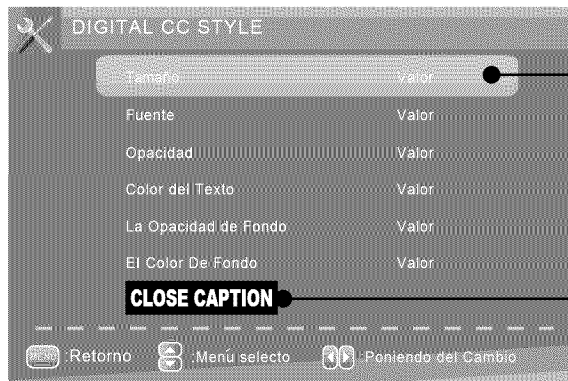 DIGITAL CC STYLE
Tamaño Valor
Fuente Valor
Opacidad Valor
Color del Texto Valor
La Opacidad de Fondo Valor
El Color De Fondo Valor
CLOSE CAPTION
MENU :Retorno :Menú selecto :Poniendo del Cambio